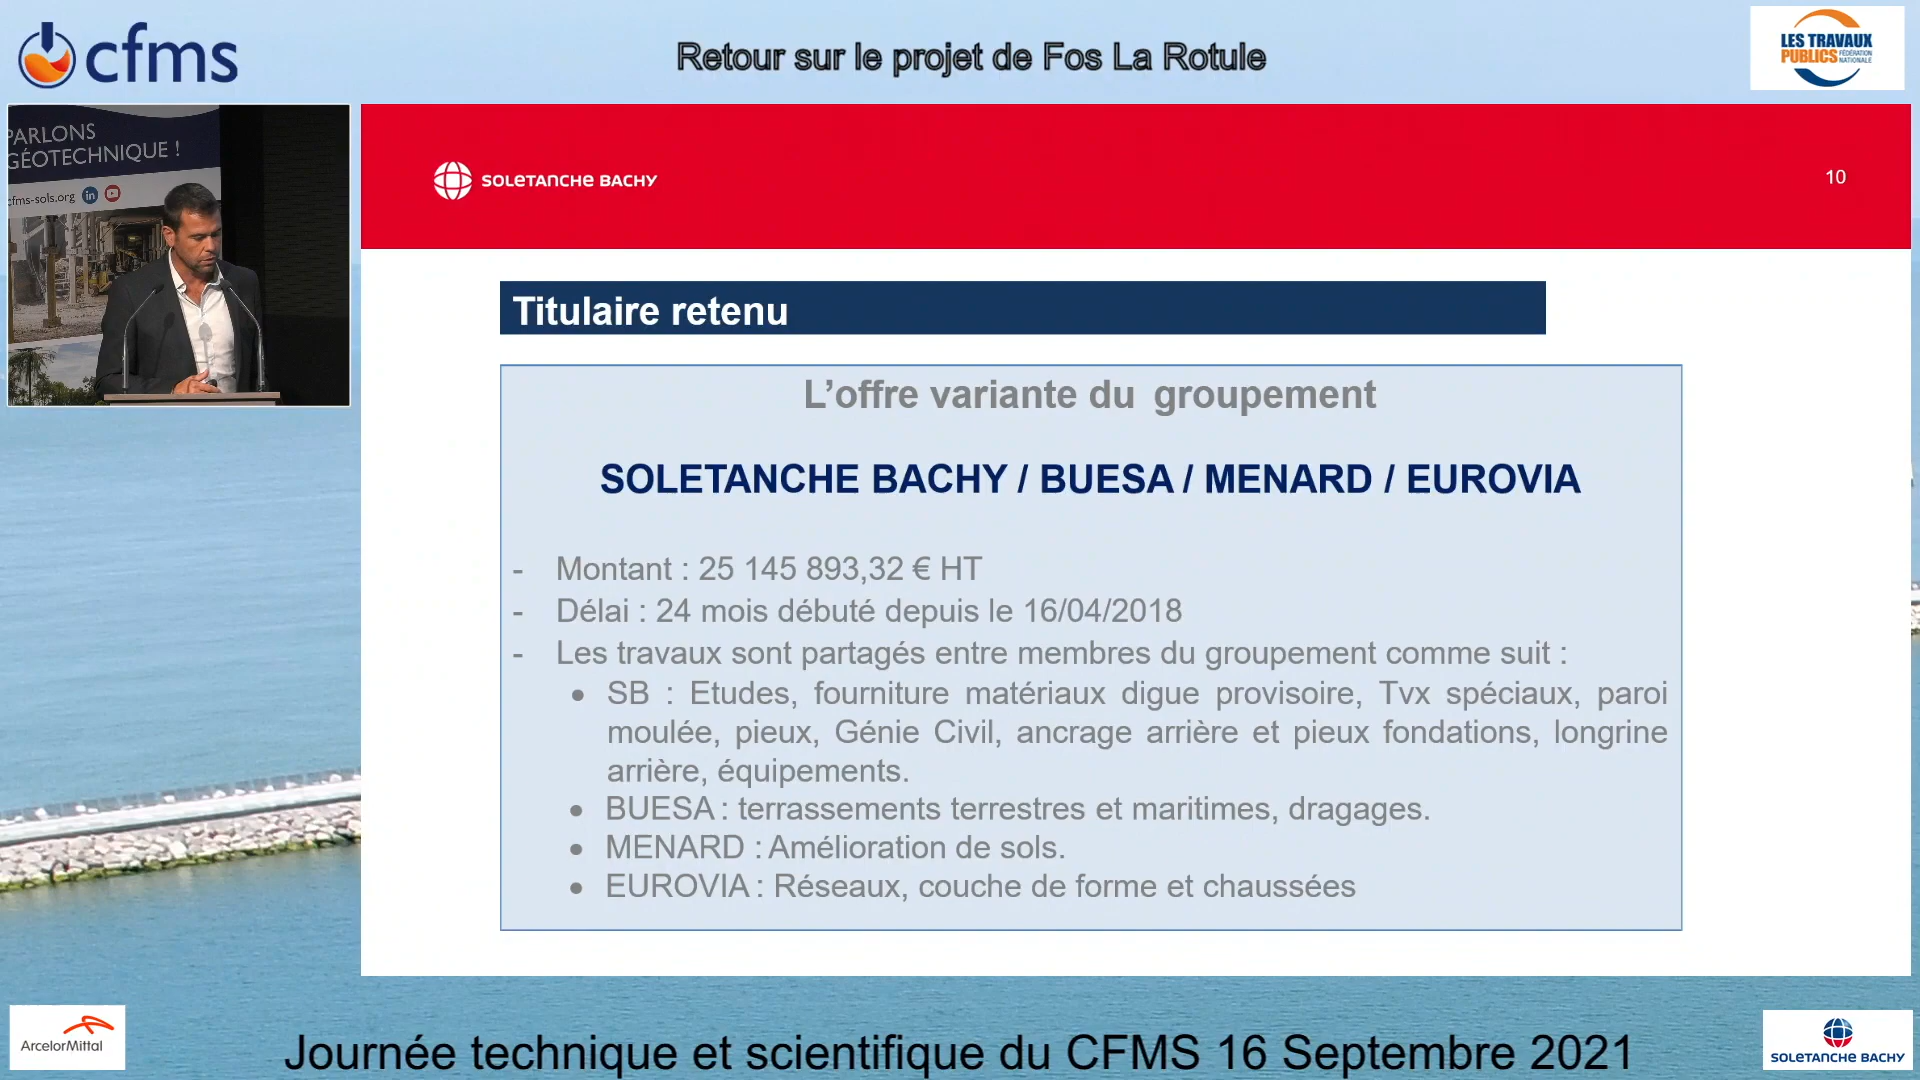 cfms
Retour sur le projet de Fos La Rotule
LES TRAVAUX
PUBLICS FÉDÉRATION
NATIONALE
PARLONS
GÉOTECHNIQUE !
cfms-sols.org in
SOLETANCHE BACHY
10
Titulaire retenu
L’offre variante du groupement
SOLETANCHE BACHY / BUESA / MENARD / EUROVIA
- Montant : 25 145 893,32 € HT
- Délai : 24 mois débuté depuis le 16/04/2018
- Les travaux sont partagés entre membres du groupement comme suit :
• SB : Etudes, fourniture matériaux digue provisoire, Tvx spéciaux, paroi
moulée, pieux, Génie Civil, ancrage arrière et pieux fondations, longrine
arrière, équipements.
• BUESA : terrassements terrestres et maritimes, dragages.
• MENARD : Amélioration de sols.
• EUROVIA : Réseaux, couche de forme et chaussées
ArcelorMittal
Journée technique et scientifique du CFMS 16 Septembre 2021
SOLETANCHE BACHY